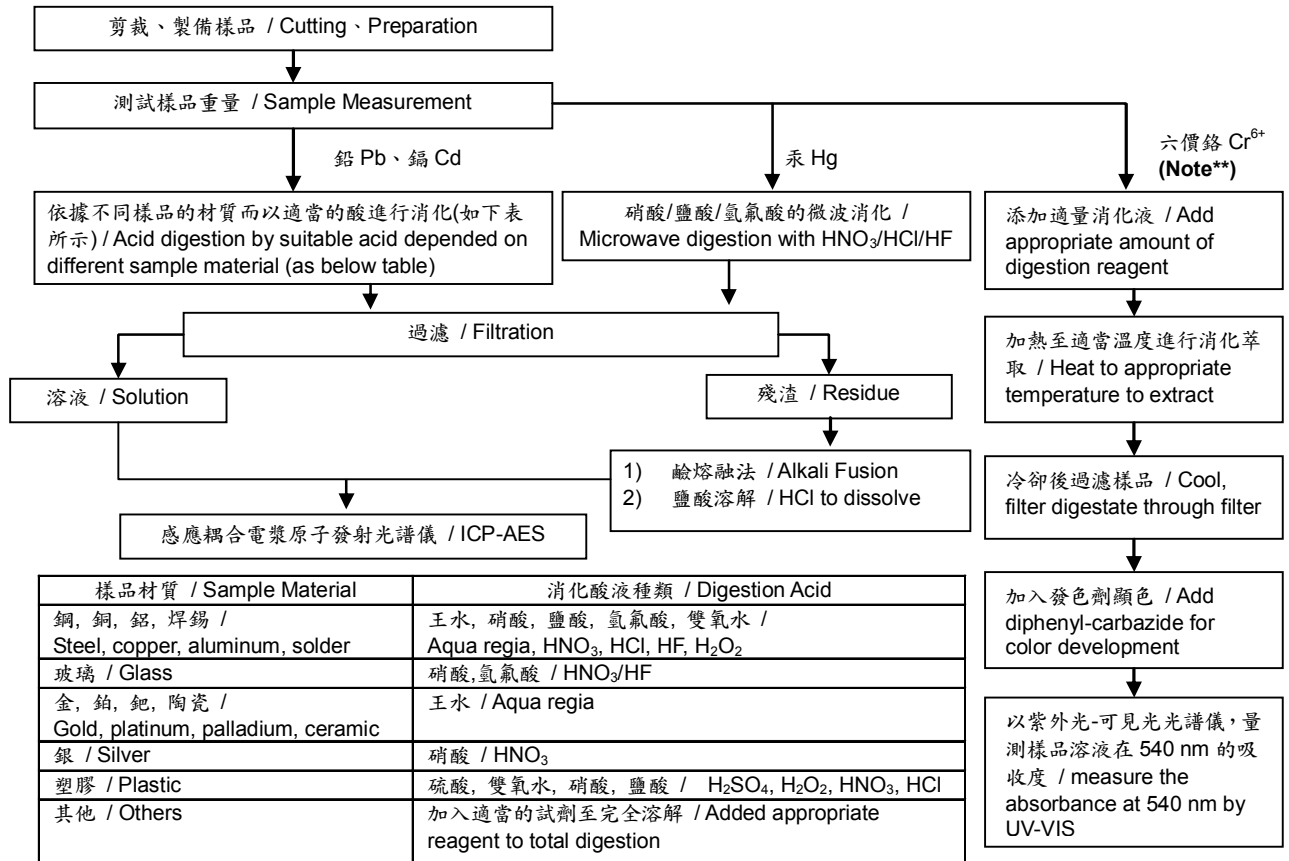 剪裁、製備樣品 / Cutting、Preparation
測試樣品重量 / Sample Measurement
鉛 Pb、鎘 Cd
汞 Hg
六價鉻 Cr⁶⁺
(Note**)
依據不同樣品的材質而以適當的酸進行消化(如下表
所示) / Acid digestion by suitable acid depended on
different sample material (as below table)
硝酸/鹽酸/氫氟酸的微波消化 /
Microwave digestion with HNO₃/HCl/HF
添加適量消化液 / Add
appropriate amount of
digestion reagent
過濾 / Filtration
加熱至適當溫度進行消化萃
取 / Heat to appropriate
temperature to extract
溶液 / Solution
殘渣 / Residue
1) 鹼熔融法 / Alkali Fusion
2) 鹽酸溶解 / HCl to dissolve
冷卻後過濾樣品 / Cool,
filter digestate through filter
感應耦合電漿原子發射光譜儀 / ICP-AES
加入發色劑顯色 / Add
diphenyl-carbazide for
color development
以紫外光-可見光光譜儀，量
測樣品溶液在 540 nm 的吸
收度 / measure the
absorbance at 540 nm by
UV-VIS
樣品材質 / Sample Material 消化酸液種類 / Digestion Acid
鋼, 銅, 鋁, 焊錫 / 王水, 硝酸, 鹽酸, 氫氟酸, 雙氧水 /
Steel, copper, aluminum, solder Aqua regia, HNO₃, HCl, HF, H₂O₂
玻璃 / Glass 硝酸,氫氟酸 / HNO₃/HF
金, 鉑, 鈀, 陶瓷 / 王水 / Aqua regia
Gold, platinum, palladium, ceramic
銀 / Silver 硝酸 / HNO₃
塑膠 / Plastic 硫酸, 雙氧水, 硝酸, 鹽酸 / H₂SO₄, H₂O₂, HNO₃, HCl
其他 / Others 加入適當的試劑至完全溶解 / Added appropriate
reagent to total digestion